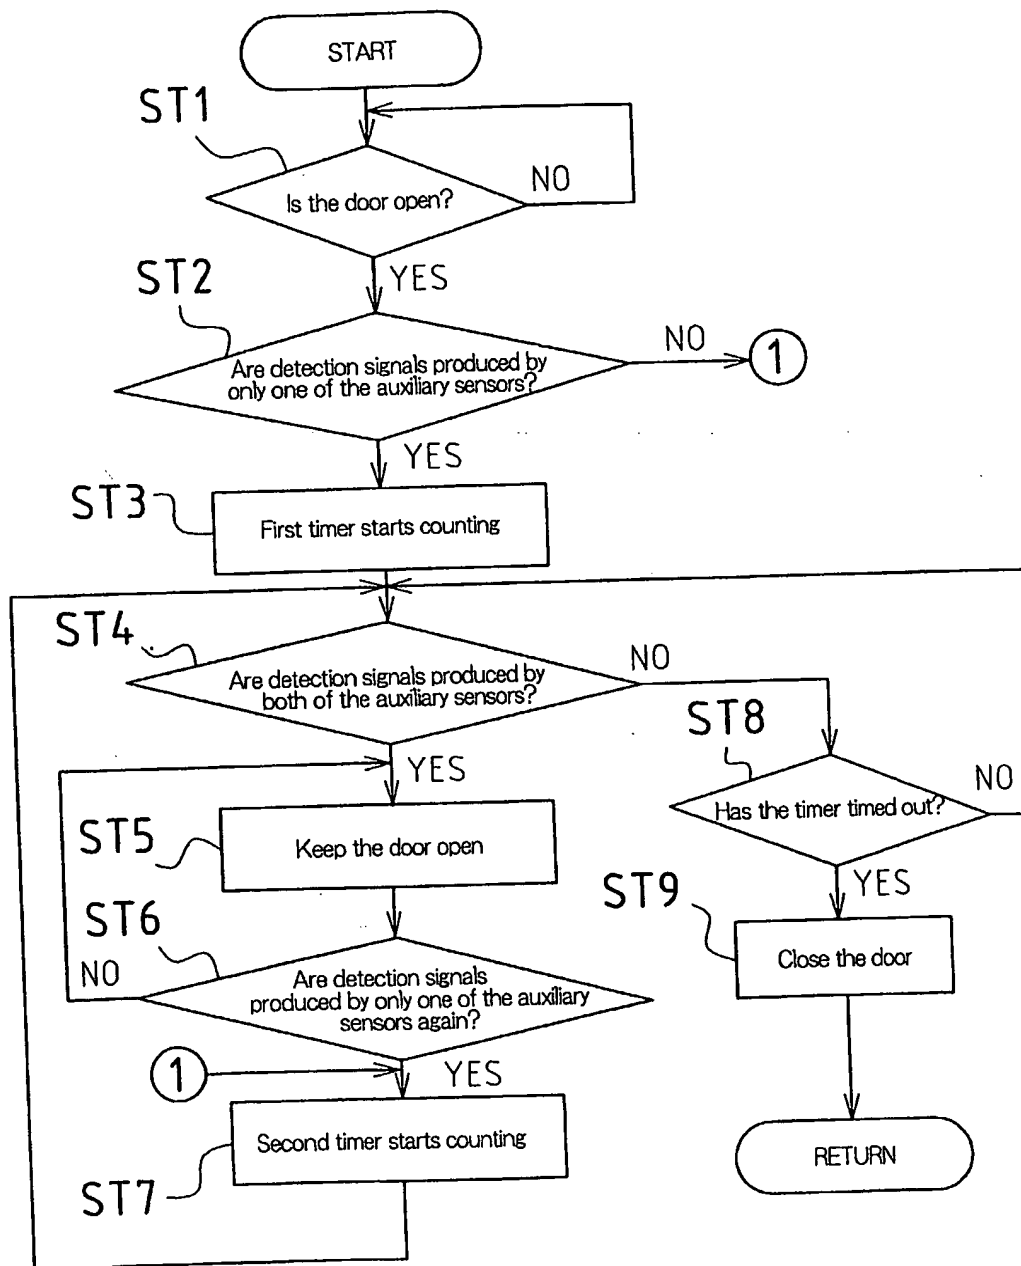 START
ST1
Is the door open?
NO
YES
ST2
Are detection signals produced by
only one of the auxiliary sensors?
NO
1
YES
ST3
First timer starts counting
ST4
Are detection signals produced by
both of the auxiliary sensors?
NO
YES
ST8
Has the timer timed out?
NO
ST5
Keep the door open
YES
ST9
Close the door
ST6
NO
Are detection signals
produced by only one of the auxiliary
sensors again?
1
YES
Second timer starts counting
ST7
RETURN